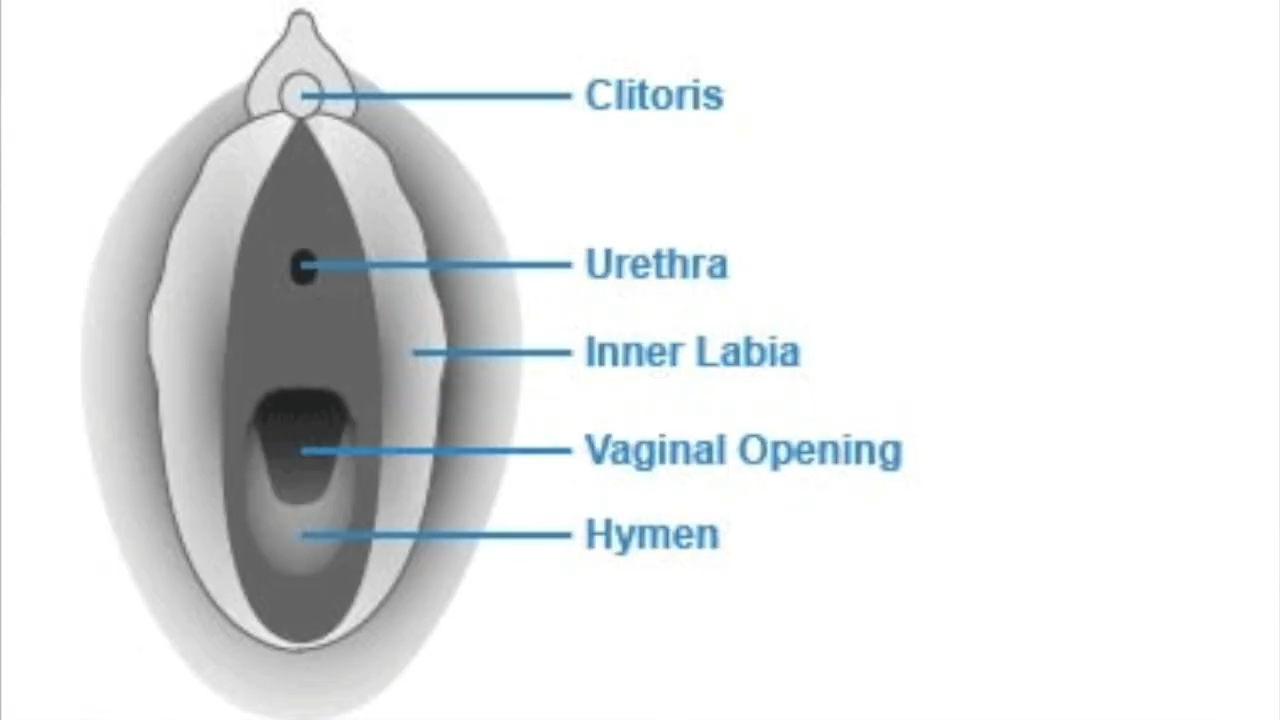 Clitoris
Urethra
Inner Labia
Vaginal Opening
Hymen